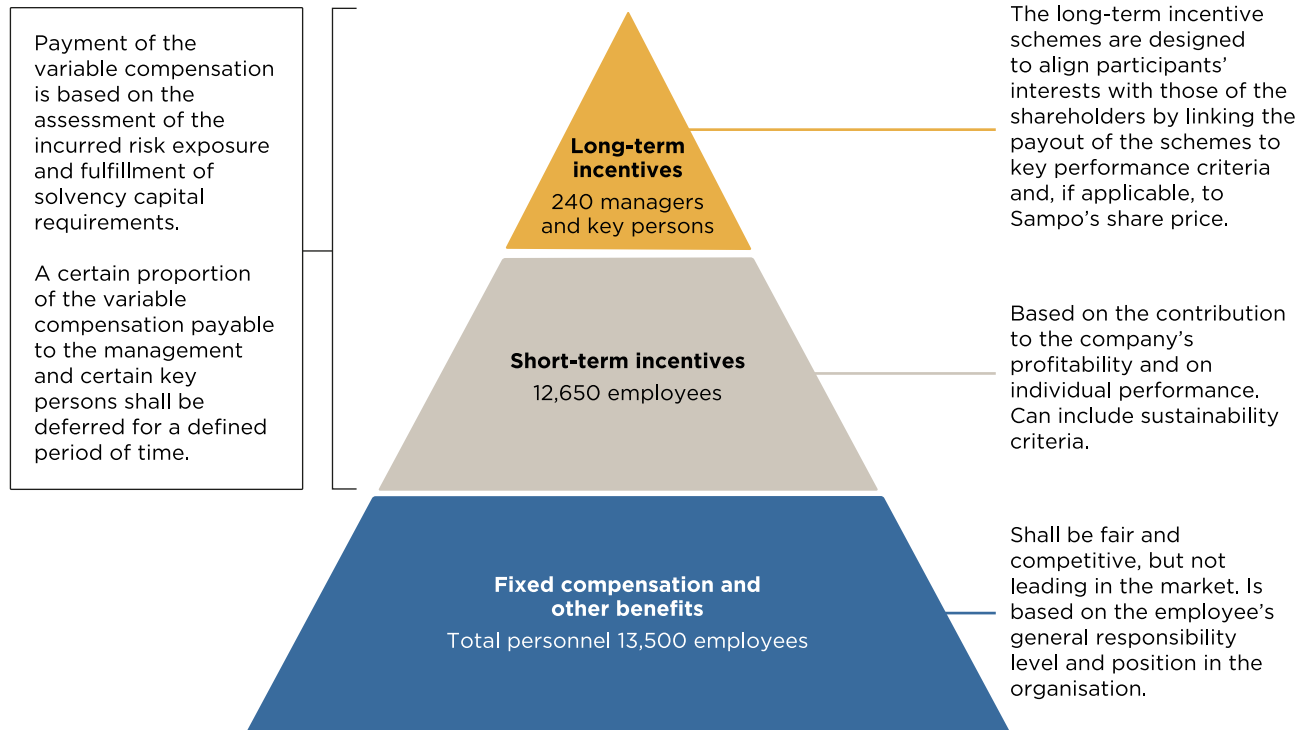 Payment of the
variable compensation
is based on the
assessment of the
incurred risk exposure
and fulfillment of
solvency capital
requirements.
A certain proportion
of the variable
compensation payable
to the management
and certain key
persons shall be
deferred for a defined
period of time.
Long-term
incentives
240 managers
and key persons
The long-term incentive
schemes are designed
to align participants’
interests with those of the
shareholders by linking the
payout of the schemes to
key performance criteria
and, if applicable, to
Sampo’s share price.
Short-term incentives
12,650 employees
Based on the contribution
to the company’s
profitability and on
individual performance.
Can include sustainability
criteria.
Fixed compensation and
other benefits
Total personnel 13,500 employees
Shall be fair and
competitive, but not
leading in the market. Is
based on the employee’s
general responsibility
level and position in the
organisation.